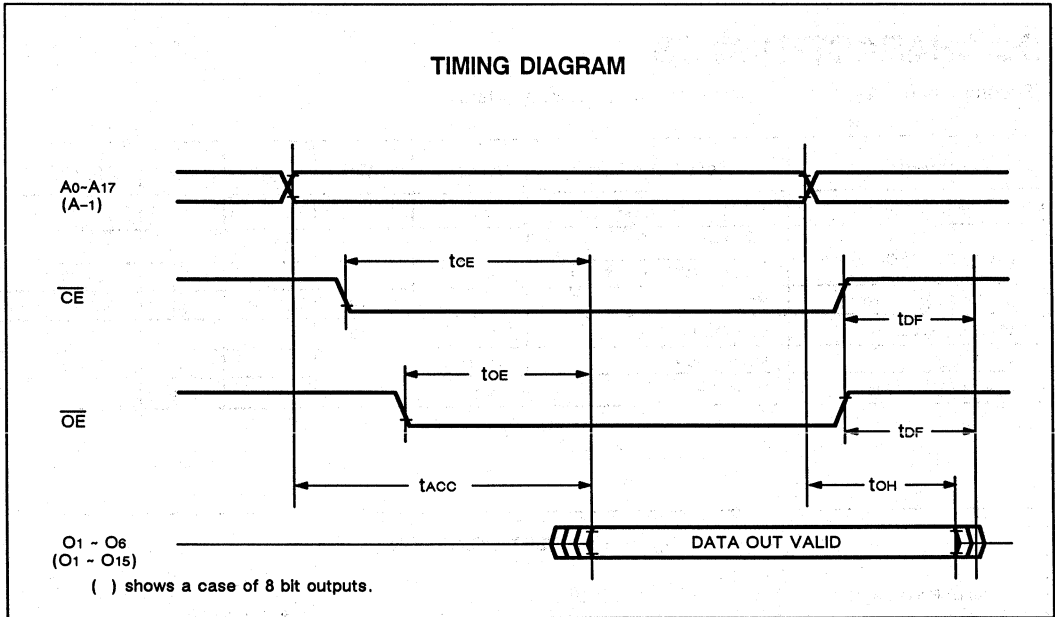 TIMING DIAGRAM
A0~A17
(A-1)
tCE
CE
tDF
tOE
OE
tDF
tACC
tOH
O1 ~ O6
(O1 ~ O15)
DATA OUT VALID
( ) shows a case of 8 bit outputs.